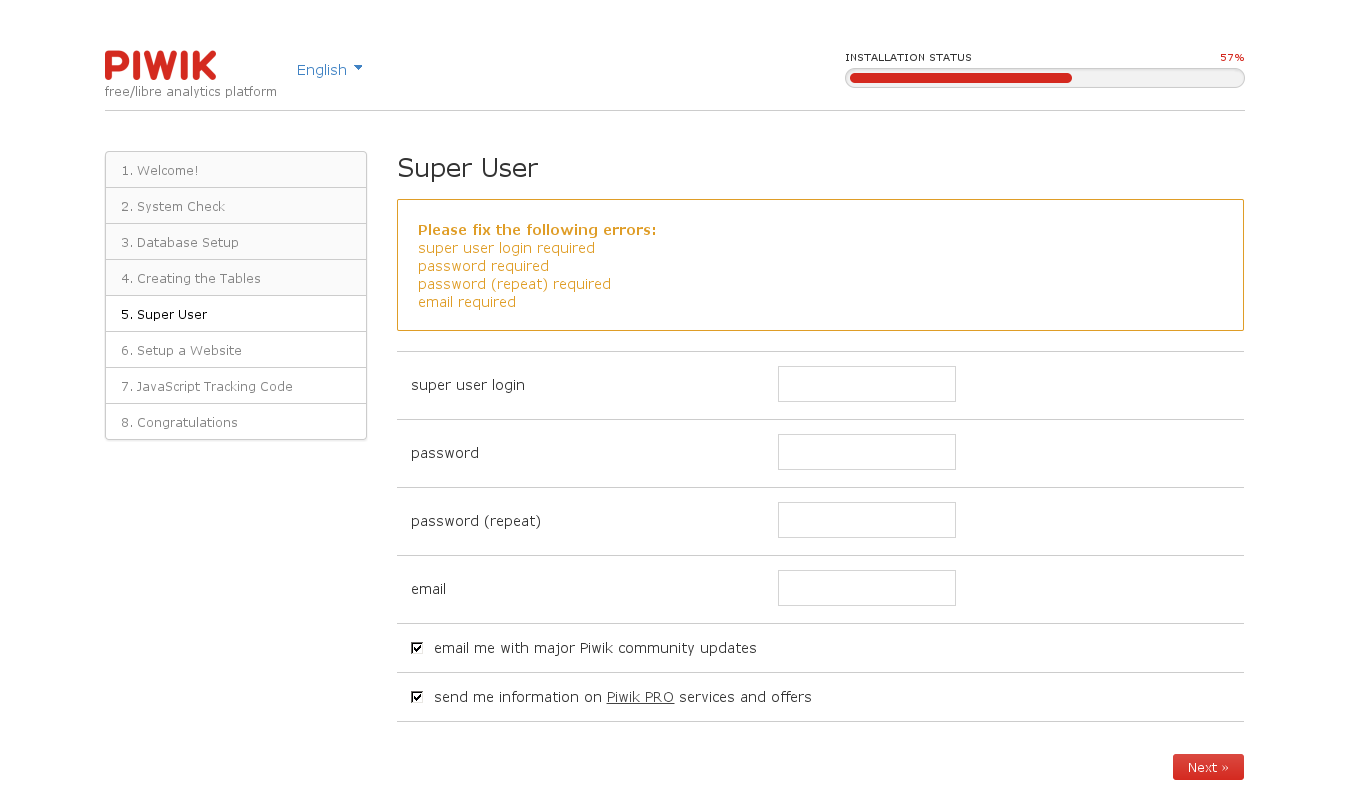 PIWIK
free/libre analytics platform
English
INSTALLATION STATUS 57%
1. Welcome!
2. System Check
3. Database Setup
4. Creating the Tables
5. Super User
6. Setup a Website
7. JavaScript Tracking Code
8. Congratulations
Super User
Please fix the following errors:
super user login required
password required
password (repeat) required
email required
super user login
password
password (repeat)
email
email me with major Piwik community updates
send me information on Piwik PRO services and offers
Next »